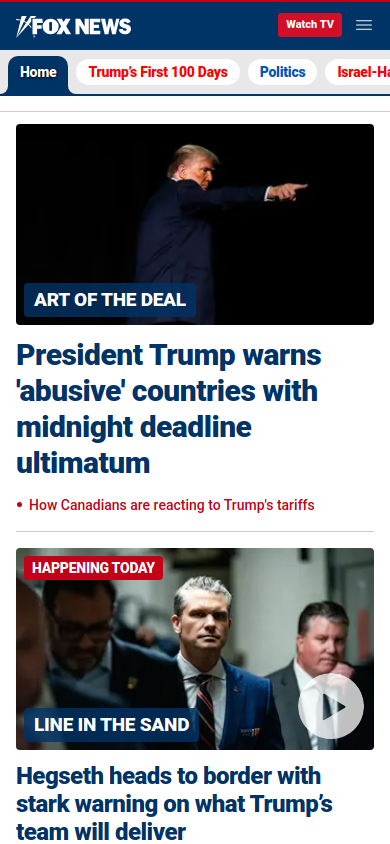 FOX NEWS
Watch TV
Home
Trump's First 100 Days
Politics
Israel-Ha
ART OF THE DEAL
President Trump warns
'abusive' countries with
midnight deadline
ultimatum
• How Canadians are reacting to Trump's tariffs
HAPPENING TODAY
LINE IN THE SAND
Hegseth heads to border with
stark warning on what Trump’s
team will deliver